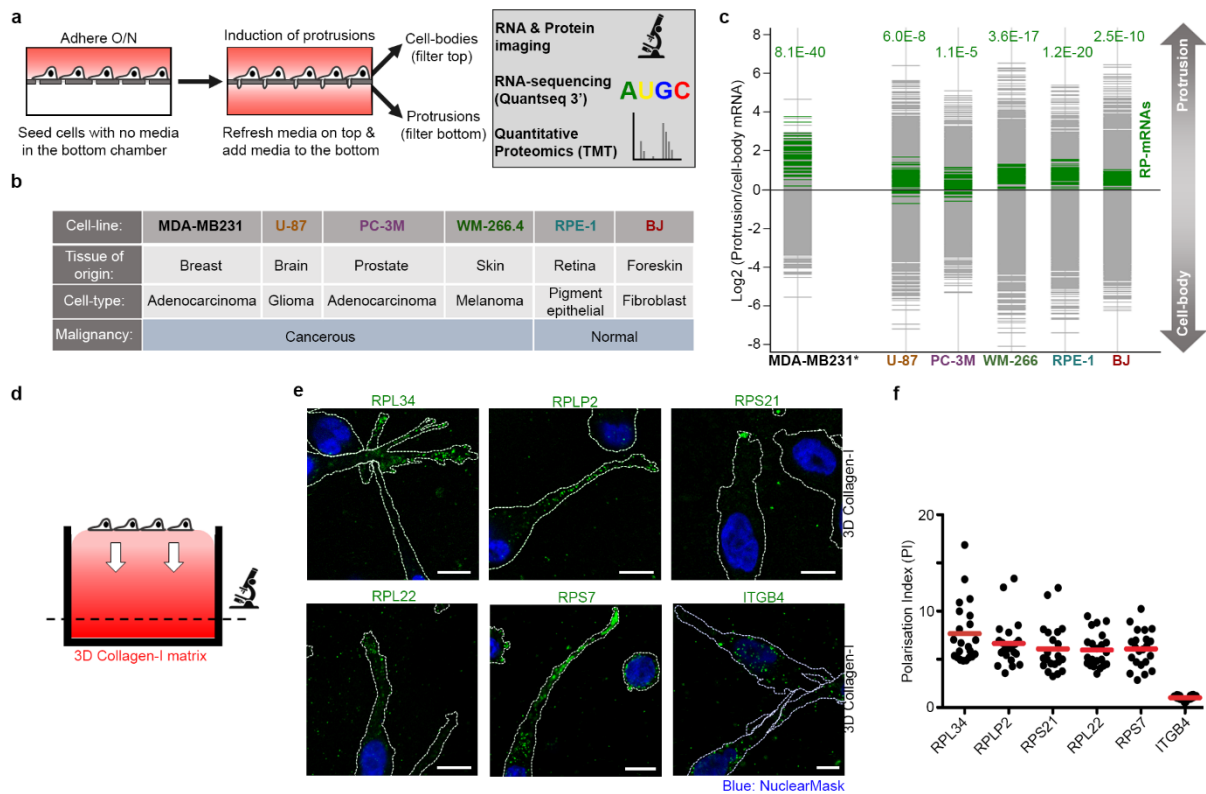 a
Adhere O/N
Seed cells with no media
in the bottom chamber
Induction of protrusions
Refresh media on top &
add media to the bottom
Cell-bodies
(filter top)
Protrusions
(filter bottom)
RNA & Protein
imaging
RNA-sequencing
(Quantseq 3')
AUGC
Quantitative
Proteomics (TMT)
b
Cell-line: MDA-MB231 U-87 PC-3M WM-266.4 RPE-1 BJ
Tissue of
origin: Breast Brain Prostate Skin Retina Foreskin
Cell-type: Adenocarcinoma Glioma Adenocarcinoma Melanoma Pigment
epithelial Fibroblast
Malignancy: Cancerous Normal
c
Log2 (Protrusion/cell-body mRNA)
8
6
4
2
0
-2
-4
-6
-8
8.1E-40
6.0E-8
1.1E-5
3.6E-17
1.2E-20
2.5E-10
MDA-MB231* U-87 PC-3M WM-266 RPE-1 BJ
RP-mRNAs
Protrusion
Cell-body
d
3D Collagen-I matrix
e
RPL34
RPLP2
RPS21
3D Collagen-I
RPL22
RPS7
ITGB4
3D Collagen-I
Blue: NuclearMask
f
Polarisation Index (PI)
20
10
0
RPL34
RPLP2
RPS21
RPL22
RPS7
ITGB4